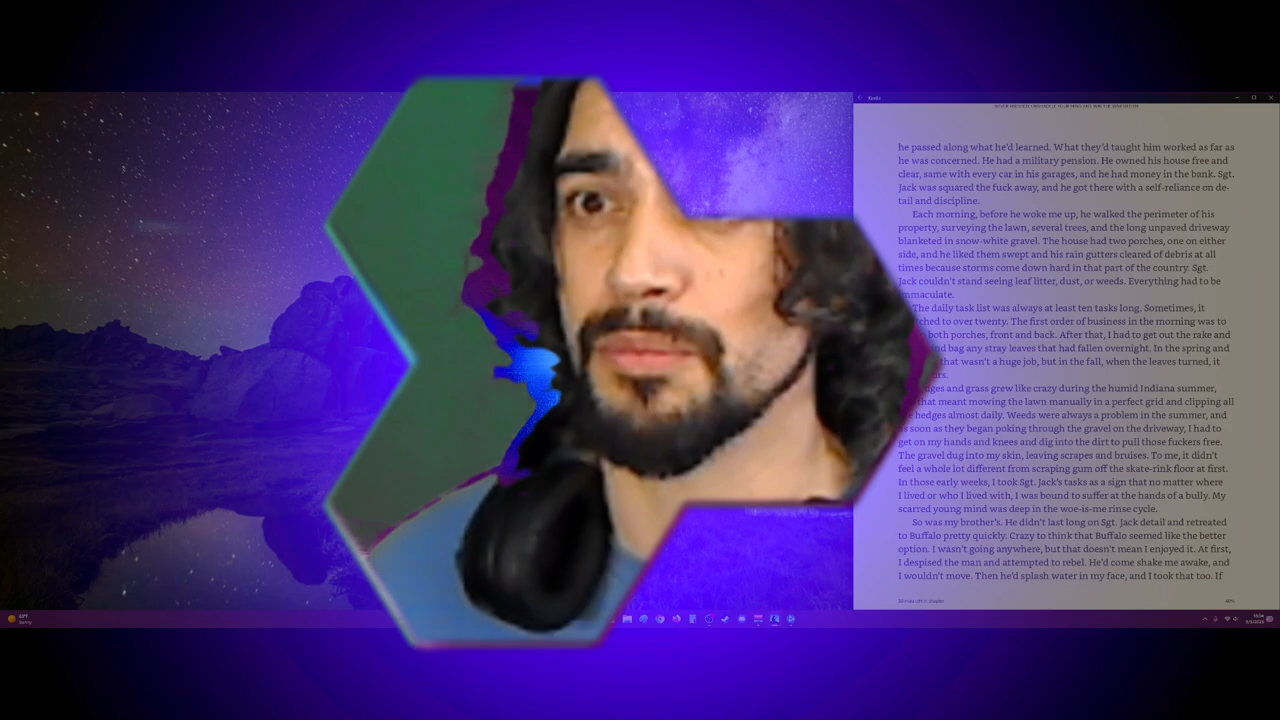 Kindle
he passed along what he'd learned. What they'd taught him worked as far as
he was concerned. He had a military pension. He owned his house free and
clear, same with every car in his garages, and he had money in the bank. Sgt.
Jack was squared the fuck away, and he got there with a self-reliance on de-
tail and discipline.
Each morning, before he woke me up, he walked the perimeter of his
property, surveying the lawn, several trees, and the long unpaved driveway
blanketed in snow-white gravel. The house had two porches, one on either
side, and he liked them swept and his rain gutters cleared of debris at all
times because storms come down hard in that part of the country. Sgt.
Jack couldn't stand seeing leaf litter, dust, or weeds. Everything had to be
immaculate.
The daily task list was always at least ten tasks long. Sometimes, it
ched to over twenty. The first order of business in the morning was to
both porches, front and back. After that, I had to get out the rake and
nd bag any stray leaves that had fallen overnight. In the spring and
that wasn't a huge job, but in the fall, when the leaves turned, it
rs.
ges and grass grew like crazy during the humid Indiana summer,
that meant mowing the lawn manually in a perfect grid and clipping all
hedges almost daily. Weeds were always a problem in the summer, and
as soon as they began poking through the gravel on the driveway, I had to
get on my hands and knees and dig into the dirt to pull those fuckers free.
The gravel dug into my skin, leaving scrapes and bruises. To me, it didn't
feel a whole lot different from scraping gum off the skate-rink floor at first.
In those early weeks, I took Sgt. Jack's tasks as a sign that no matter where
I lived or who I lived with, I was bound to suffer at the hands of a bully. My
scarred young mind was deep in the woe-is-me rinse cycle.
So was my brother's. He didn't last long on Sgt. Jack detail and retreated
to Buffalo pretty quickly. Crazy to think that Buffalo seemed like the better
option. I wasn't going anywhere, but that doesn't mean I enjoyed it. At first,
I despised the man and attempted to rebel. He'd come shake me awake, and
I wouldn't move. Then he'd splash water in my face, and I took that too. If
Sunny